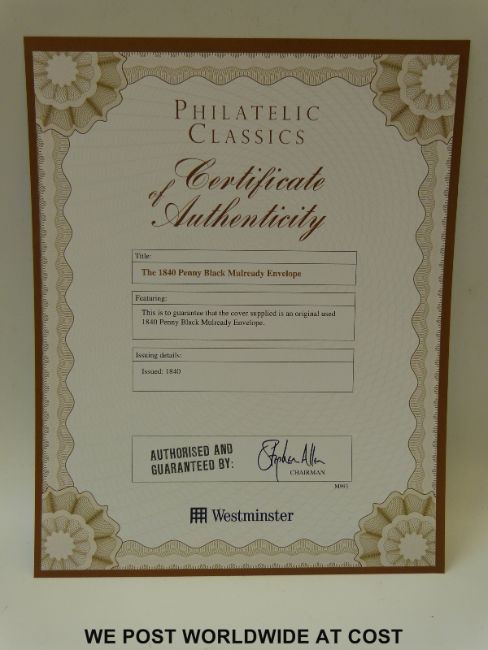 PHILATELIC
CLASSICS
Certificate
of Authenticity
Title:
The 1840 Penny Black Mulready Envelope
Featuring:
This is to guarantee that the cover supplied is an original used
1840 Penny Black Mulready Envelope.
Issuing details:
Issued: 1840
AUTHORISED AND
GUARANTEED BY:
Stephen Allen
CHAIRMAN
Westminster
WE POST WORLDWIDE AT COST